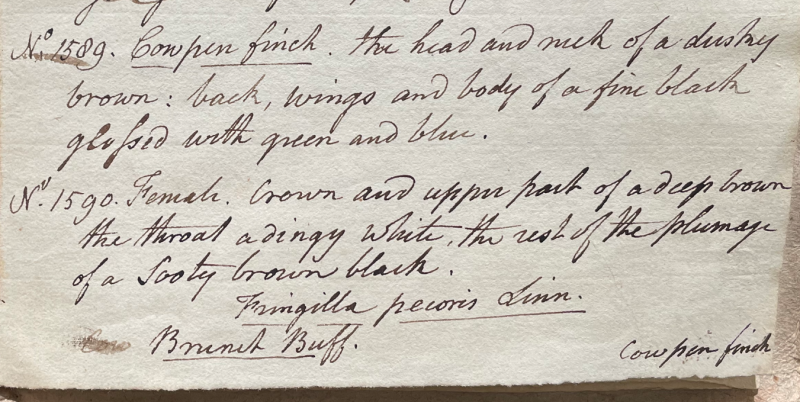 No. 1589. Cowpen finch. the head and neck of a duskey
brown: back, wings and body of a fine black
glossed with green and blue.
No. 1590. Female. Crown and upper part of a deep brown
the throat a dingy white, the rest of the plumage
of a Sooty brown black.
Fringilla pecoris Linn.
Brunet Buff.
Cowpen finch